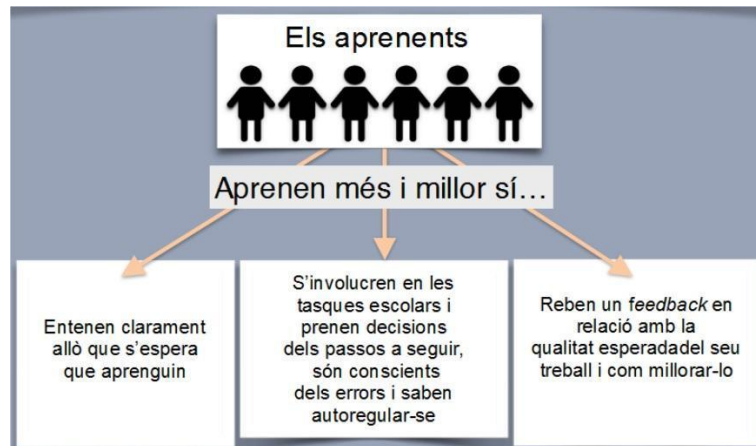 Els aprenents
Aprenen més i millor sí...
Entenen clarament
allò que s'espera
que aprenguin
S'involucren en les
tasques escolars i
prenen decisions
dels passos a seguir,
són conscients
dels errors i saben
autoregular-se
Reben un feedback en
relació amb la
qualitat esperadadel seu
treball i com millorar-lo